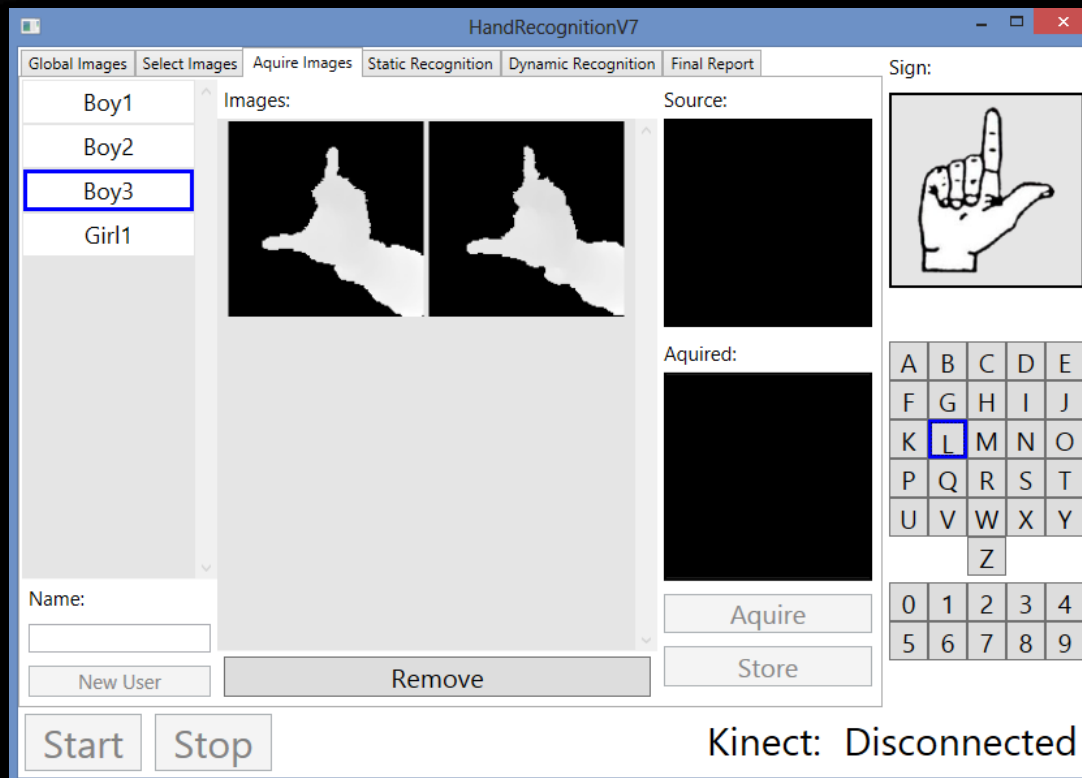 HandRecognitionV7
Global Images Select Images Aquire Images Static Recognition Dynamic Recognition Final Report
Sign:
Boy1
Boy2
Boy3
Girl1
Images:
Source:
Aquired:
A B C D E
F G H I J
K L M N O
P Q R S T
U V W X Y
Z
0 1 2 3 4
5 6 7 8 9
Name:
New User
Remove
Aquire
Store
Start Stop
Kinect: Disconnected